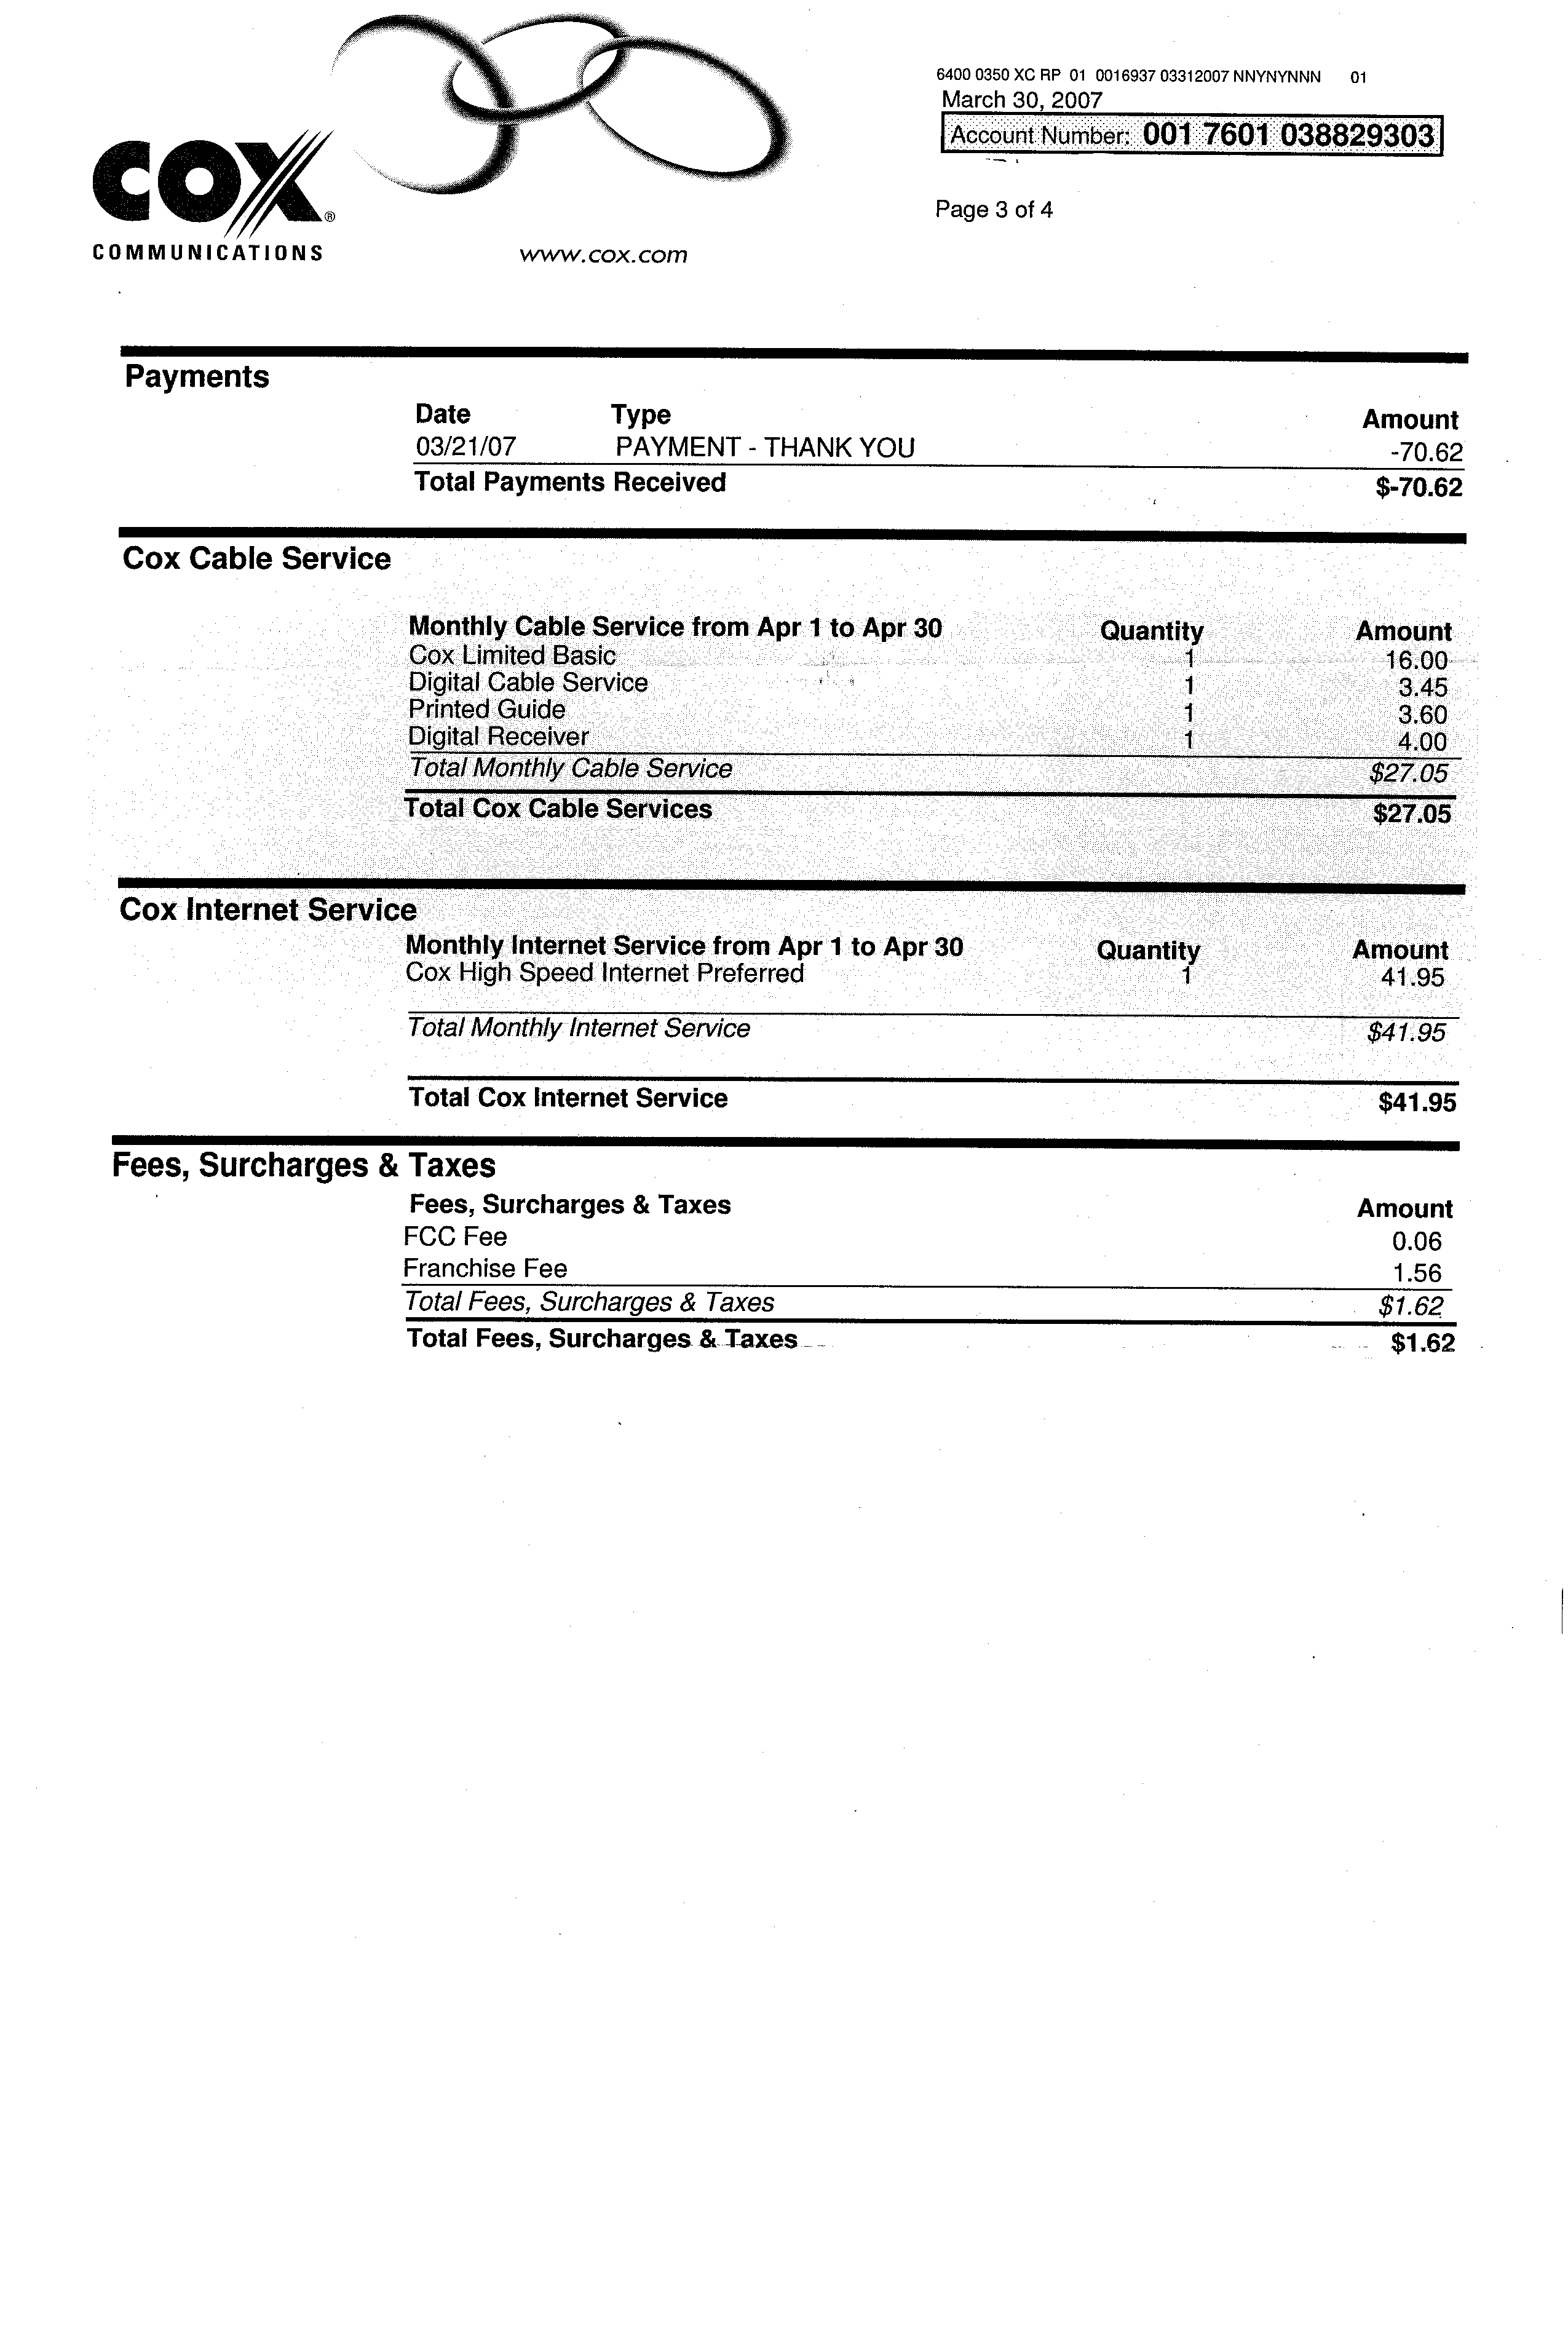 COX®
COMMUNICATIONS
www.cox.com
6400 0350 XC RP 01 0016937 03312007 NNYNYNNN 01
March 30, 2007
Account Number: 001 7601 038829303
Page 3 of 4
Payments
Date Type Amount
03/21/07 PAYMENT - THANK YOU -70.62
Total Payments Received $-70.62
Cox Cable Service
Monthly Cable Service from Apr 1 to Apr 30 Quantity Amount
Cox Limited Basic 1 16.00
Digital Cable Service 1 3.45
Printed Guide 1 3.60
Digital Receiver 1 4.00
Total Monthly Cable Service $27.05
Total Cox Cable Services $27.05
Cox Internet Service
Monthly Internet Service from Apr 1 to Apr 30 Quantity Amount
Cox High Speed Internet Preferred 1 41.95
Total Monthly Internet Service $41.95
Total Cox Internet Service $41.95
Fees, Surcharges & Taxes
Fees, Surcharges & Taxes Amount
FCC Fee 0.06
Franchise Fee 1.56
Total Fees, Surcharges & Taxes $1.62
Total Fees, Surcharges & Taxes $1.62